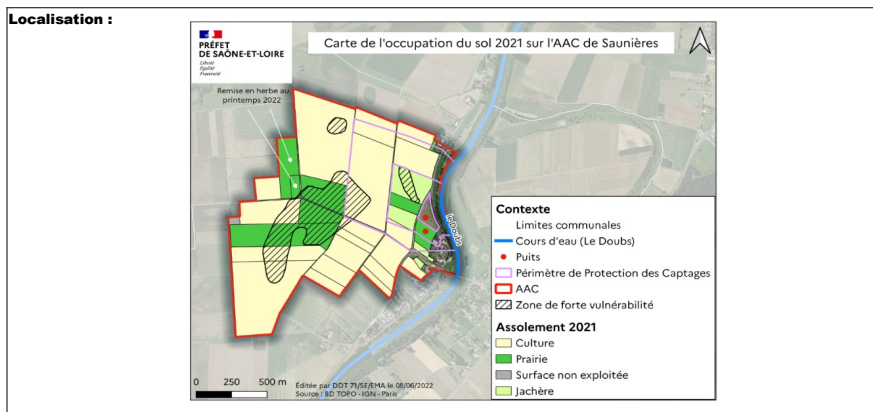 Localisation :
PRÉFET
DE SAÔNE-ET-LOIRE
Liberté
Égalité
Fraternité
Carte de l'occupation du sol 2021 sur l'AAC de Saunières
Remise en herbe au
printemps 2022
le Doubs
Contexte
Limites communales
Cours d'eau (Le Doubs)
Puits
Périmètre de Protection des Captages
AAC
Zone de forte vulnérabilité
Assolement 2021
Culture
Prairie
Surface non exploitée
Jachère
0 250 500 m
Éditée par DDT 71/SE/EMA le 08/06/2022
Source : BD TOPO - IGN - Paris